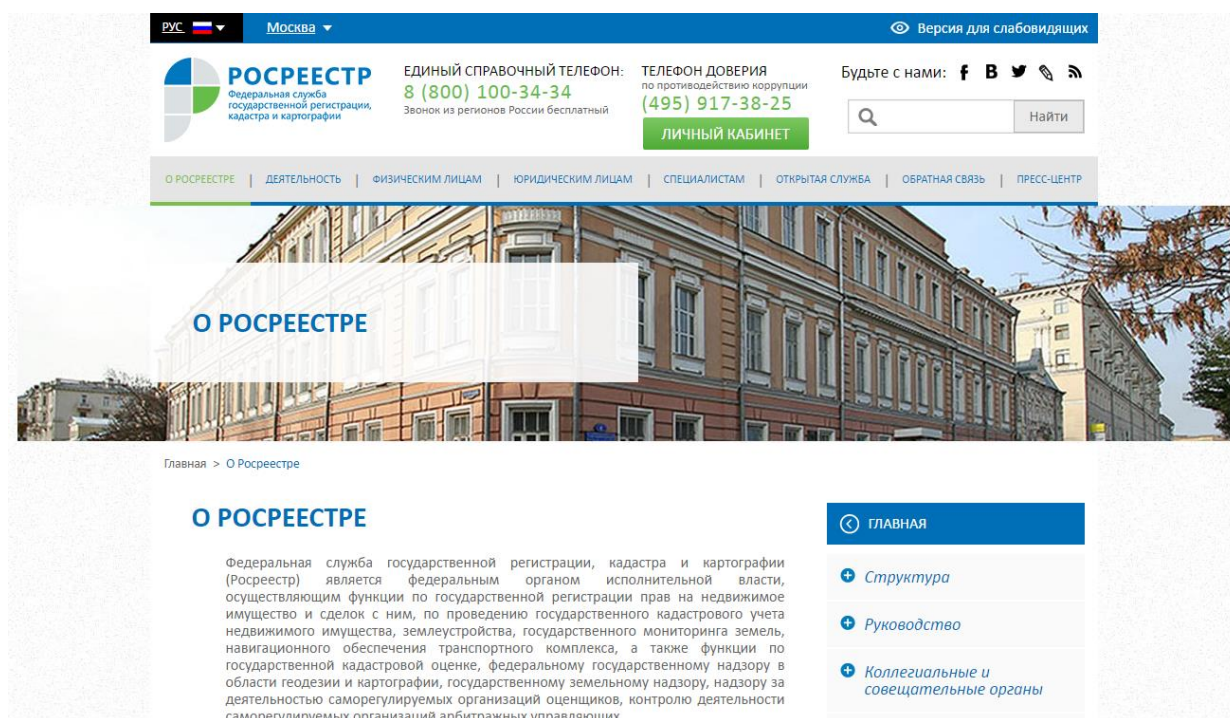 РУС Москва Версия для слабовидящих
РОСРЕЕСТР
Федеральная служба
государственной регистрации,
кадастра и картографии
ЕДИНЫЙ СПРАВОЧНЫЙ ТЕЛЕФОН:
8 (800) 100-34-34
Звонок из регионов России бесплатный
ТЕЛЕФОН ДОВЕРИЯ
по противодействию коррупции
(495) 917-38-25
ЛИЧНЫЙ КАБИНЕТ
Будьте с нами:
Найти
О РОСРЕЕСТРЕ | ДЕЯТЕЛЬНОСТЬ | ФИЗИЧЕСКИМ ЛИЦАМ | ЮРИДИЧЕСКИМ ЛИЦАМ | СПЕЦИАЛИСТАМ | ОТКРЫТАЯ СЛУЖБА | ОБРАТНАЯ СВЯЗЬ | ПРЕСС-ЦЕНТР
О РОСРЕЕСТРЕ
Главная > О Росреестре
О РОСРЕЕСТРЕ
Федеральная служба государственной регистрации, кадастра и картографии
(Росреестр) является федеральным органом исполнительной власти,
осуществляющим функции по государственной регистрации прав на недвижимое
имущество и сделок с ним, по проведению государственного кадастрового учета
недвижимого имущества, землеустройства, государственного мониторинга земель,
навигационного обеспечения транспортного комплекса, а также функции по
государственной кадастровой оценке, федеральному государственному надзору в
области геодезии и картографии, государственному земельному надзору, надзору за
деятельностью саморегулируемых организаций оценщиков, контролю деятельности
саморегулируемых организаций арбитражных управляющих.
ГЛАВНАЯ
Структура
Руководство
Коллегиальные и
совещательные органы